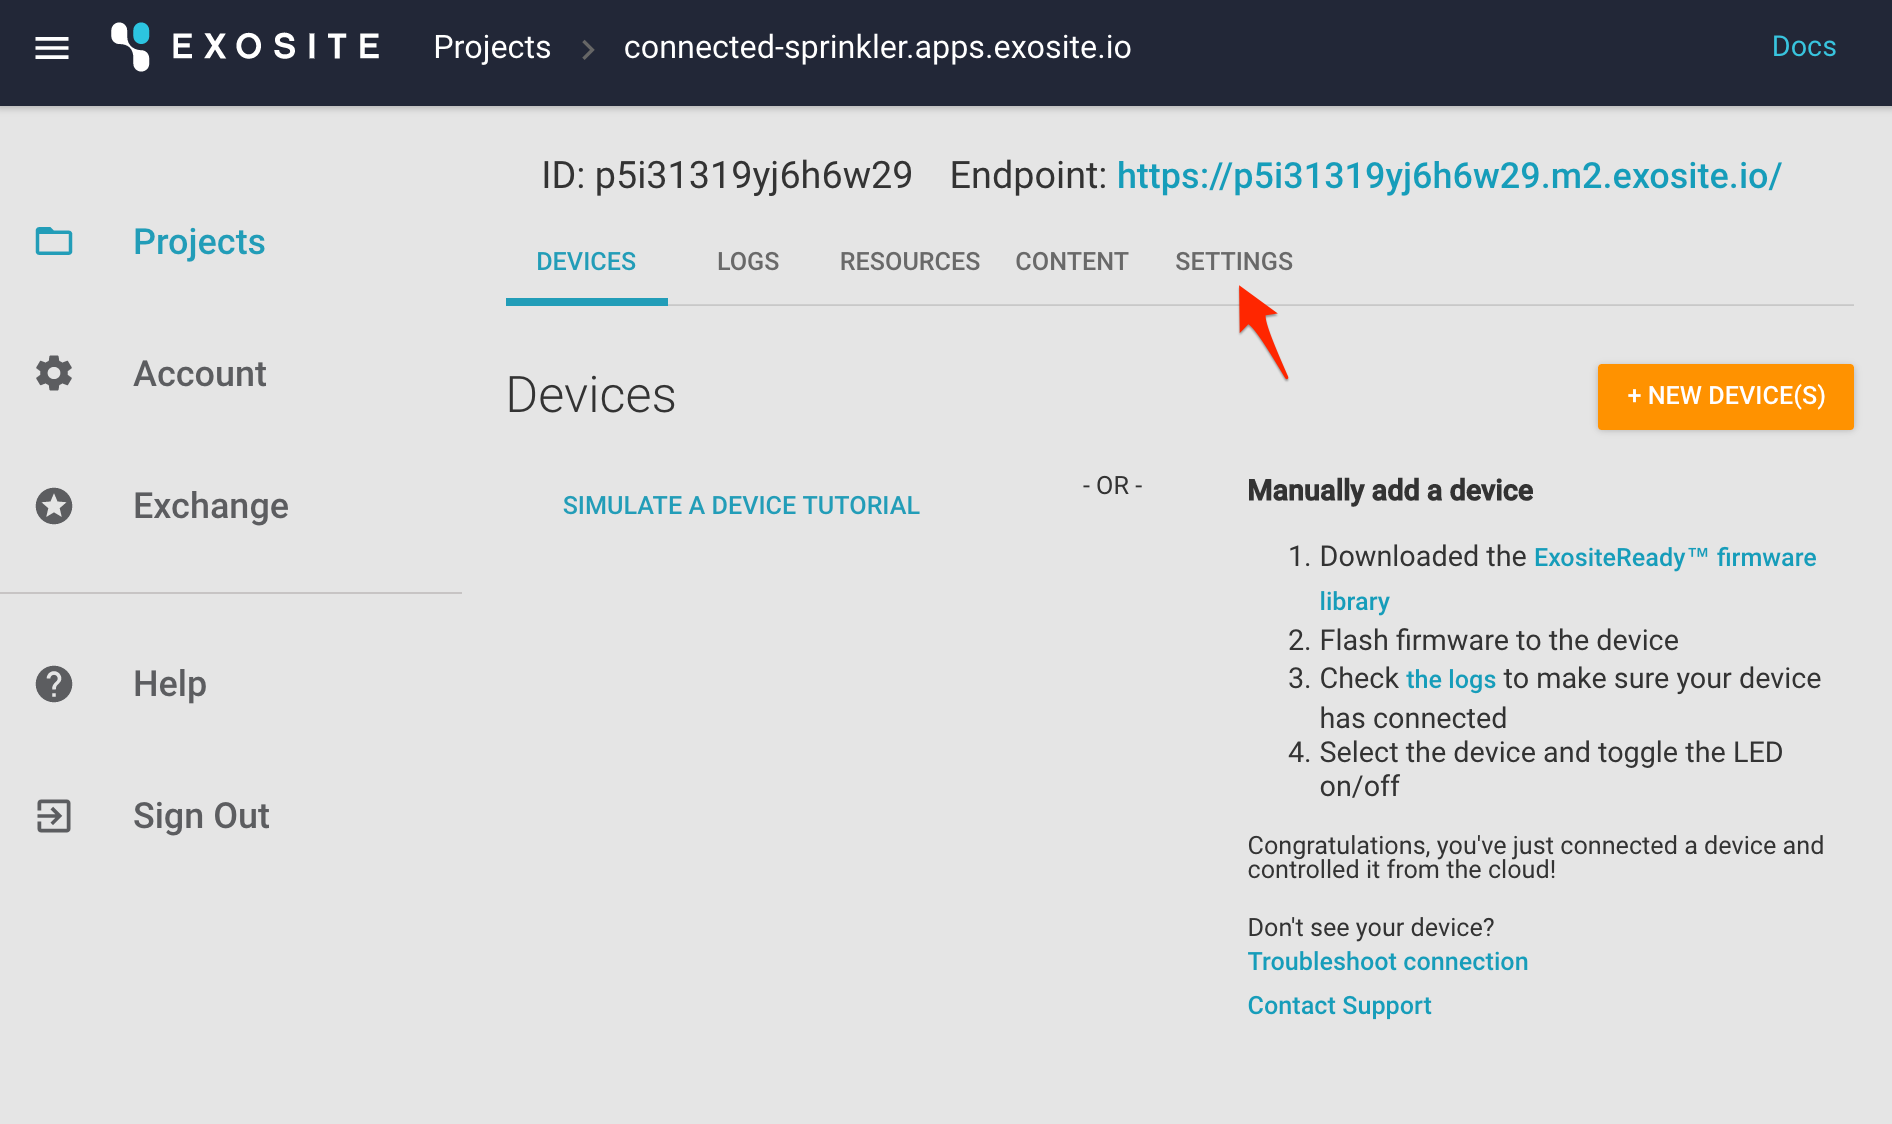 EXOSITE
Projects > connected-sprinkler.apps.exosite.io
Docs
ID: p5i31319yj6h6w29 Endpoint: https://p5i31319yj6h6w29.m2.exosite.io/
Projects
Account
Exchange
Help
Sign Out
DEVICES LOGS RESOURCES CONTENT SETTINGS
Devices
+ NEW DEVICE(S)
SIMULATE A DEVICE TUTORIAL
- OR -
Manually add a device
1. Downloaded the ExositeReady™ firmware
library
2. Flash firmware to the device
3. Check the logs to make sure your device
has connected
4. Select the device and toggle the LED
on/off
Congratulations, you've just connected a device and
controlled it from the cloud!
Don't see your device?
Troubleshoot connection
Contact Support